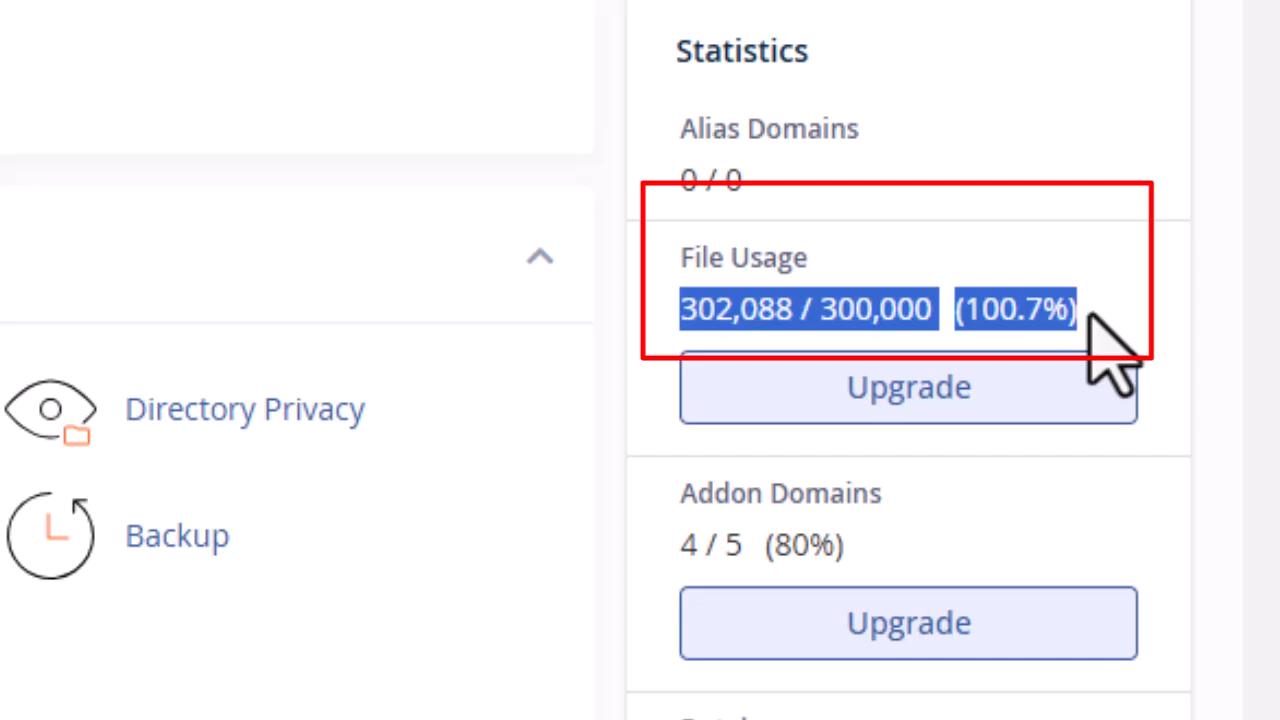 Statistics
Alias Domains
0 / 0
File Usage
302,088 / 300,000 (100.7%)
Upgrade
Directory Privacy
Addon Domains
Backup
4 / 5 (80%)
Upgrade